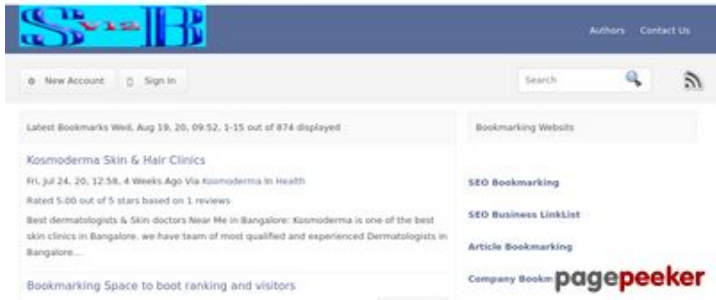 S V12 B
Authors Contact Us
New Account Sign In
Search
Latest Bookmarks Wed, Aug 19, 20, 09:52, 1-15 out of 874 displayed
Bookmarking Website
Kosmoderma Skin & Hair Clinics
Fri, Jul 24, 20, 12:58, 4 Weeks Ago Via Kosmoderma In Health
Rated 5.00 out of 5 stars based on 1 reviews
Best dermatologists & Skin doctors Near Me in Bangalore: Kosmoderma is one of the best
skin clinics in Bangalore. we have team of most qualified and experienced Dermatologists in
Bangalore...
Bookmarking Space to boot ranking and visitors
SEO Bookmarking
SEO Business LinkList
Article Bookmarking
Company Bookm
pagepeeker